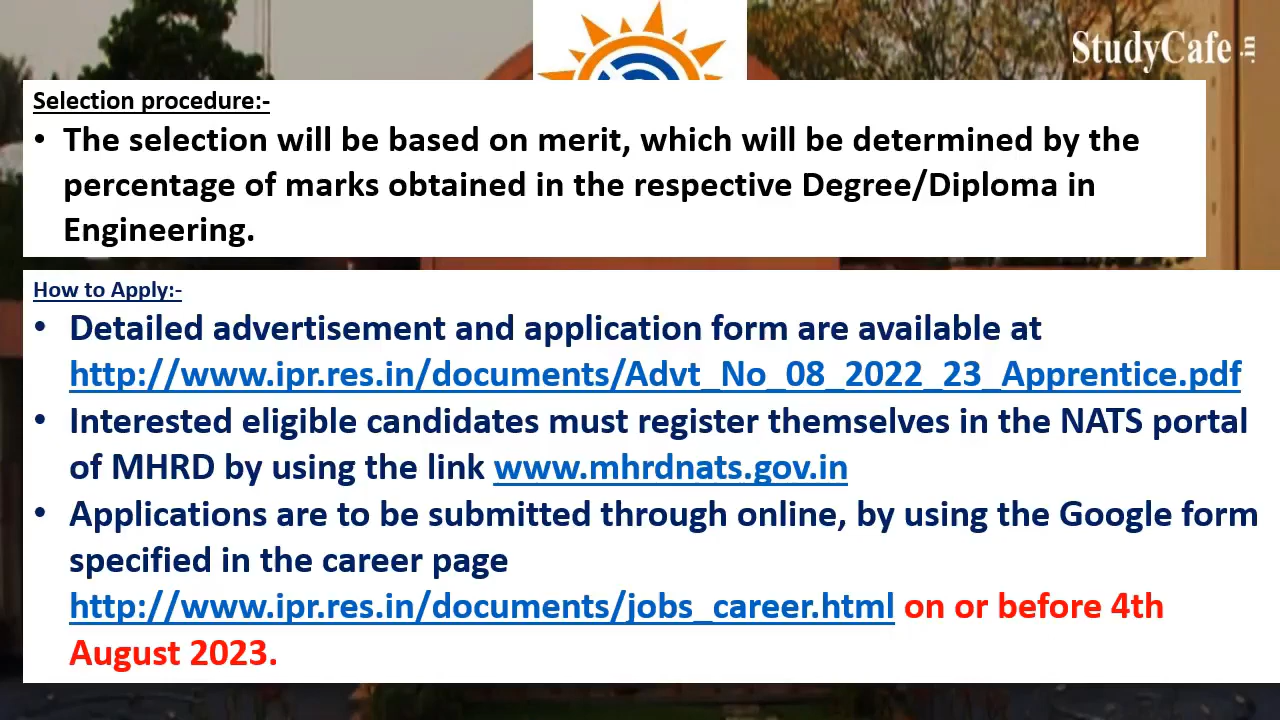 StudyCafe.in
Selection procedure:-
• The selection will be based on merit, which will be determined by the
percentage of marks obtained in the respective Degree/Diploma in
Engineering.
How to Apply:-
• Detailed advertisement and application form are available at
http://www.ipr.res.in/documents/Advt_No_08_2022_23_Apprentice.pdf
• Interested eligible candidates must register themselves in the NATS portal
of MHRD by using the link www.mhrdnats.gov.in
• Applications are to be submitted through online, by using the Google form
specified in the career page
http://www.ipr.res.in/documents/jobs_career.html on or before 4th
August 2023.